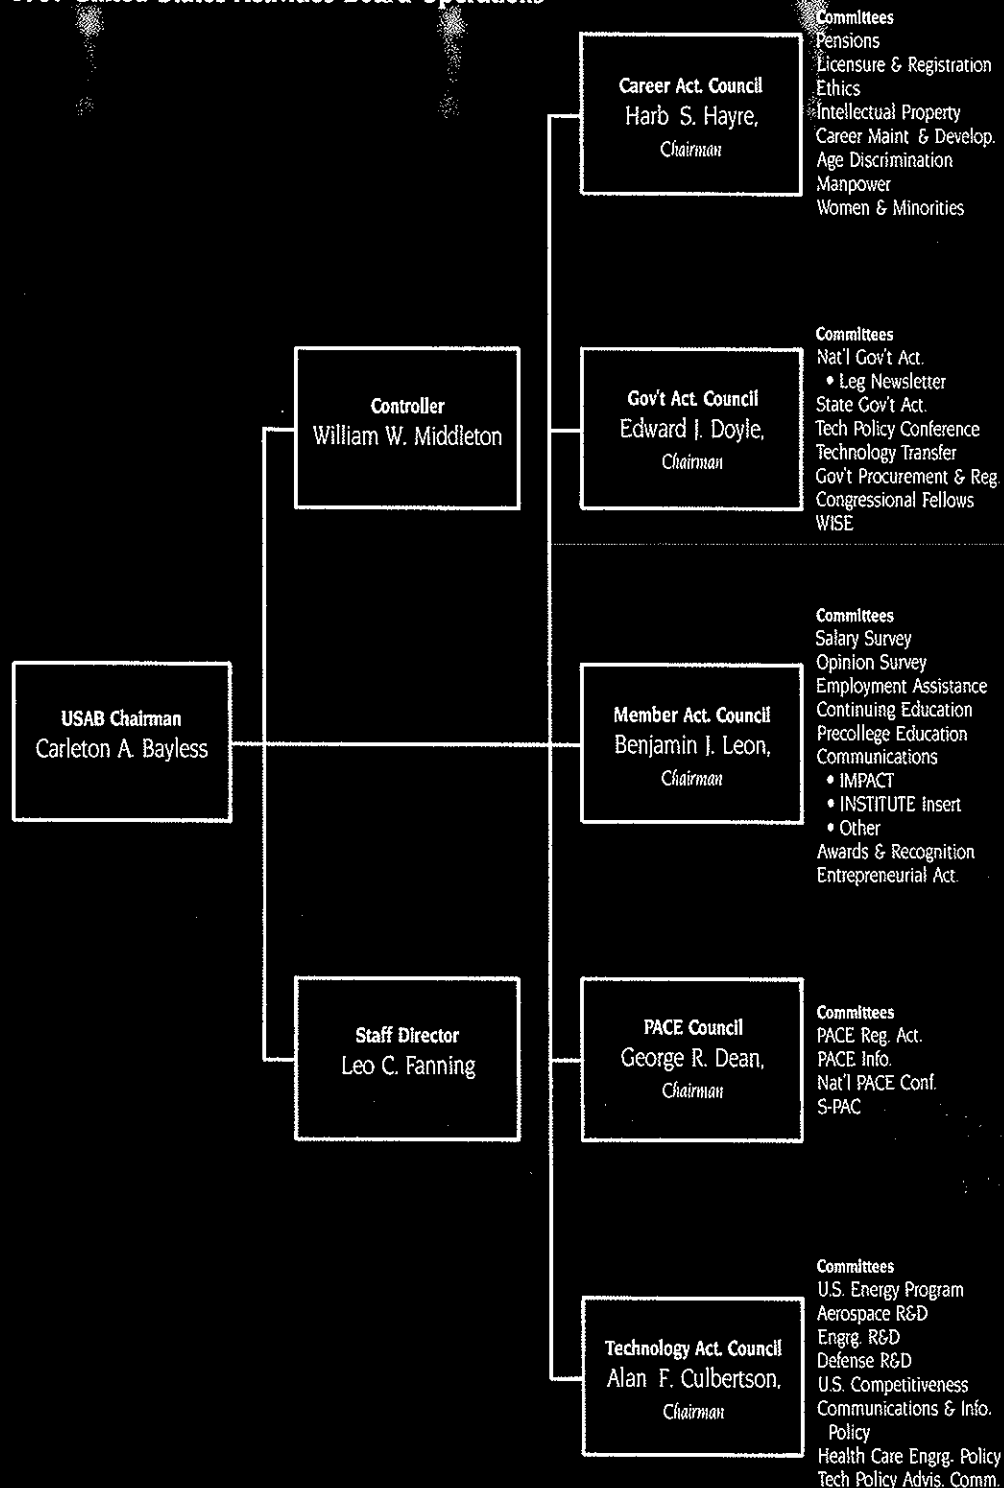 United States Activities Board Operations
Committees
Pensions
Licensure & Registration
Ethics
Intellectual Property
Career Maint & Develop.
Age Discrimination
Manpower
Women & Minorities
Career Act. Council
Harb S. Hayre,
Chairman
Committees
Nat'l Gov't Act.
• Leg Newsletter
State Gov't Act.
Tech Policy Conference
Technology Transfer
Gov't Procurement & Reg.
Congressional Fellows
WISE
Controller
William W. Middleton
Gov't Act. Council
Edward J. Doyle,
Chairman
Committees
Salary Survey
Opinion Survey
Employment Assistance
Continuing Education
Precollege Education
Communications
• IMPACT
• INSTITUTE Insert
• Other
Awards & Recognition
Entrepreneurial Act.
USAB Chairman
Carleton A. Bayless
Member Act. Council
Benjamin J. Leon,
Chairman
Staff Director
Leo C. Fanning
PACE Council
George R. Dean,
Chairman
Committees
PACE Reg. Act.
PACE Info.
Nat'l PACE Conf.
S-PAC
Technology Act. Council
Alan F. Culbertson,
Chairman
Committees
U.S. Energy Program
Aerospace R&D
Engrg. R&D
Defense R&D
U.S. Competitiveness
Communications & Info.
Policy
Health Care Engrg. Policy
Tech Policy Advis. Comm.